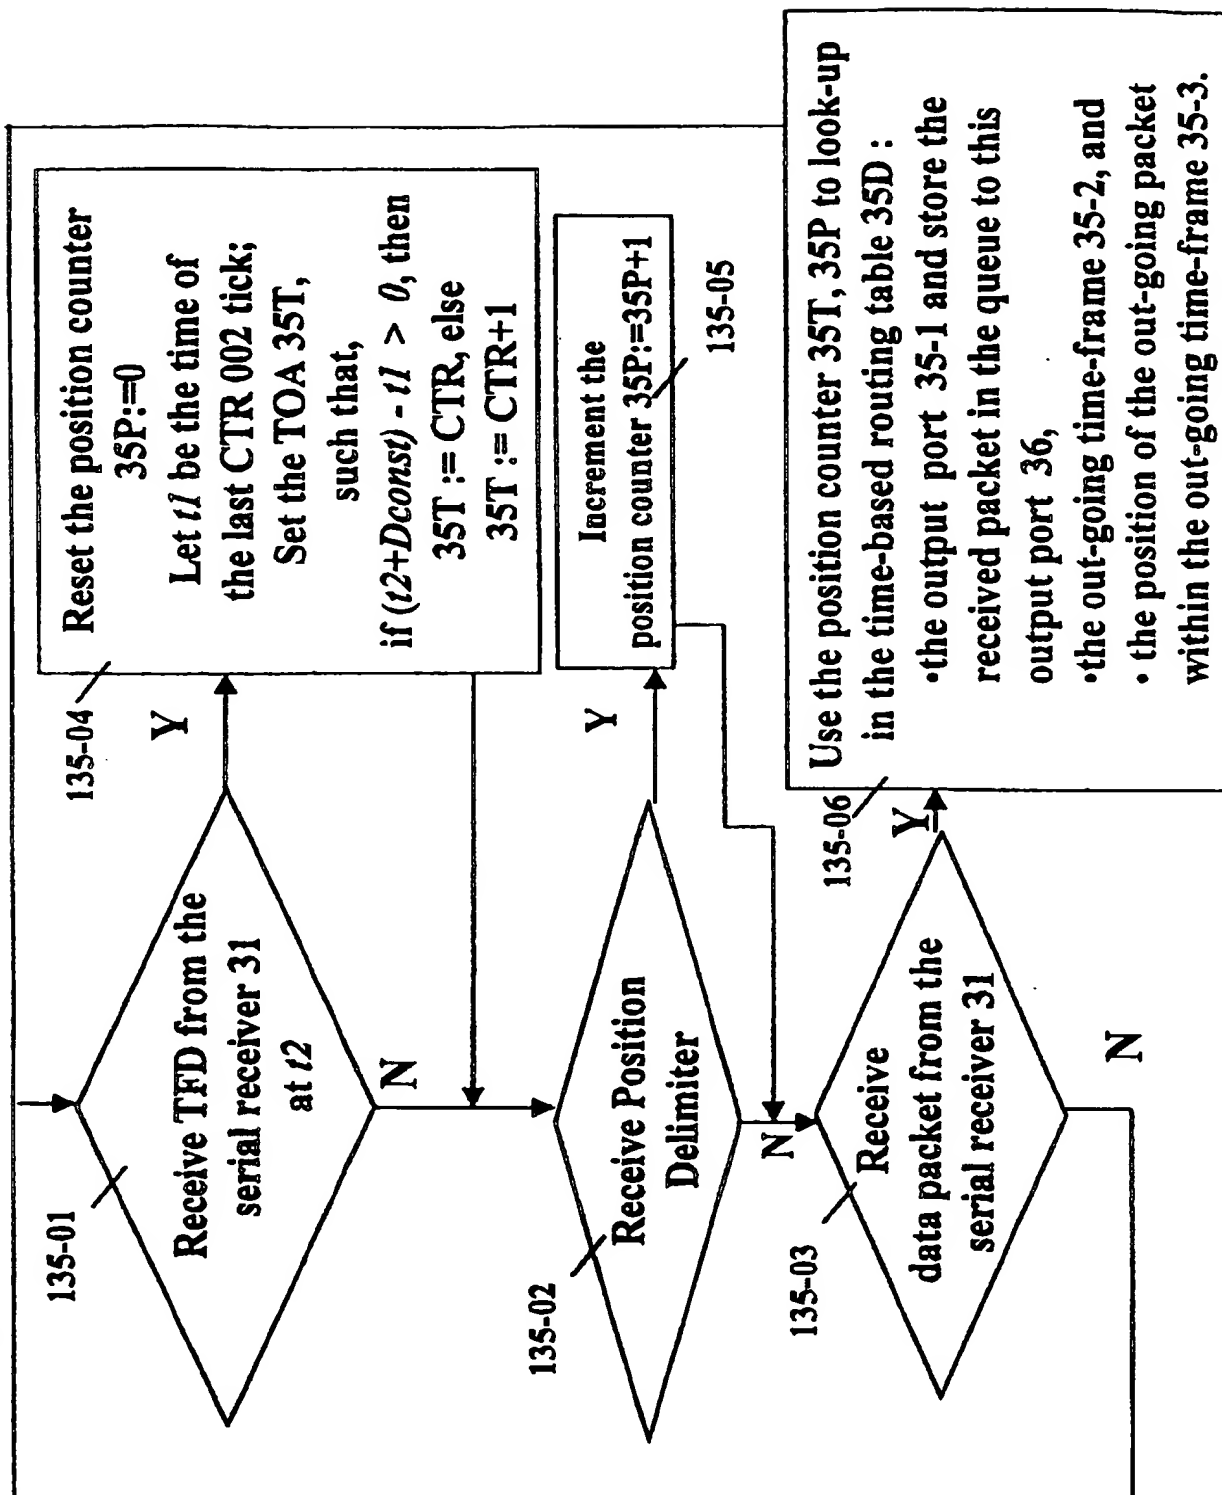 135-01
Receive TFD from the
serial receiver 31
at t2
Y
N
135-04
Reset the position counter
35P:=0
Let t1 be the time of
the last CTR 002 tick;
Set the TOA 35T,
such that,
if (t2+Dconst) - t1 > 0, then
35T := CTR, else
35T := CTR+1
135-02
Receive Position
Delimiter
Y
N
Increment the
position counter 35P:=35P+1
135-05
135-03
Receive
data packet from the
serial receiver 31
Y
N
135-06
Use the position counter 35T, 35P to look-up
in the time-based routing table 35D :
•the output port 35-1 and store the
received packet in the queue to this
output port 36,
•the out-going time-frame 35-2, and
• the position of the out-going packet
within the out-going time-frame 35-3.